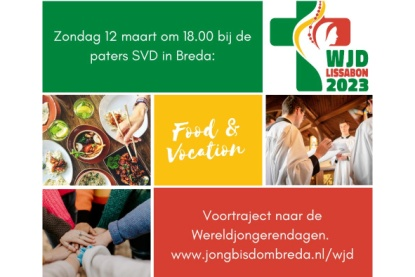 Zondag 12 maart om 18.00 bij de
paters SVD in Breda:
WJD
LISSABON
2023
Food &
Vocation
Voortraject naar de
Wereldjongerendagen.
www.jongbisdombreda.nl/wjd